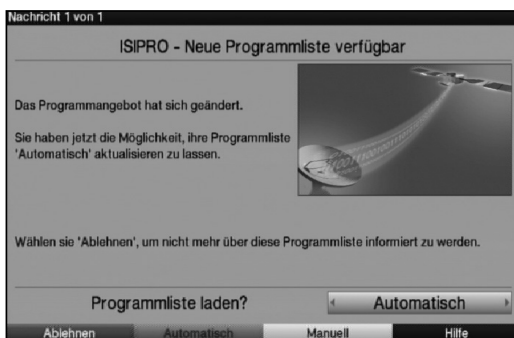 Nachricht 1 von 1
ISIPRO - Neue Programmliste verfügbar
Das Programmangebot hat sich geändert.
Sie haben jetzt die Möglichkeit, ihre Programmliste
'Automatisch' aktualisieren zu lassen.
Wählen sie 'Ablehnen', um nicht mehr über diese Programmliste informiert zu werden.
Programmliste laden? Automatisch
Ablehnen Automatisch Manuell Hilfe